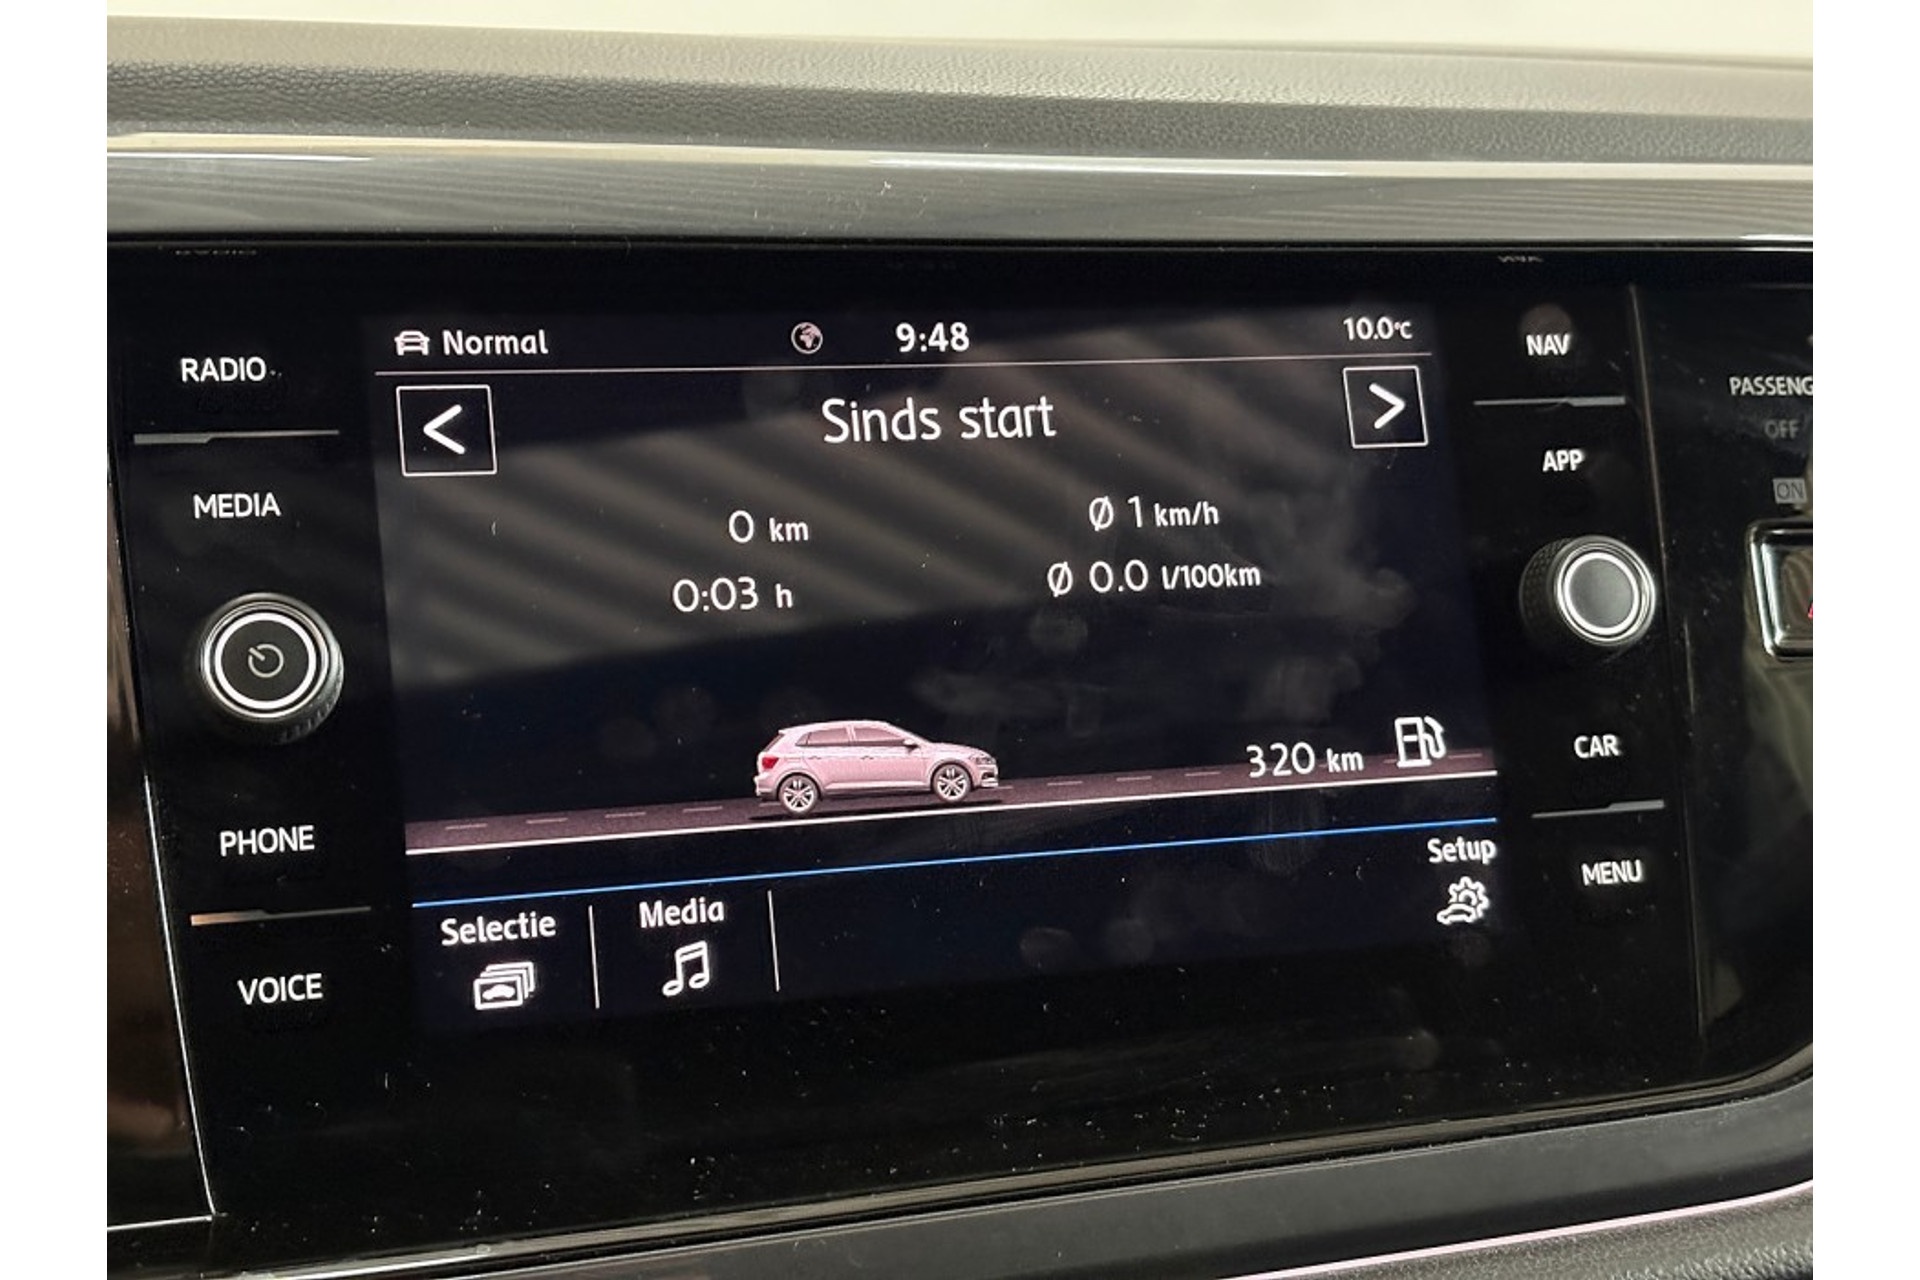 RADIO
MEDIA
PHONE
VOICE
Normal
9:48
10.0°C
<
Sinds start
>
0 km
Ø 1 km/h
0:03 h
Ø 0.0 l/100km
320 km
Selectie
Media
Setup
NAV
APP
CAR
MENU
PASSENG
OFF
ON